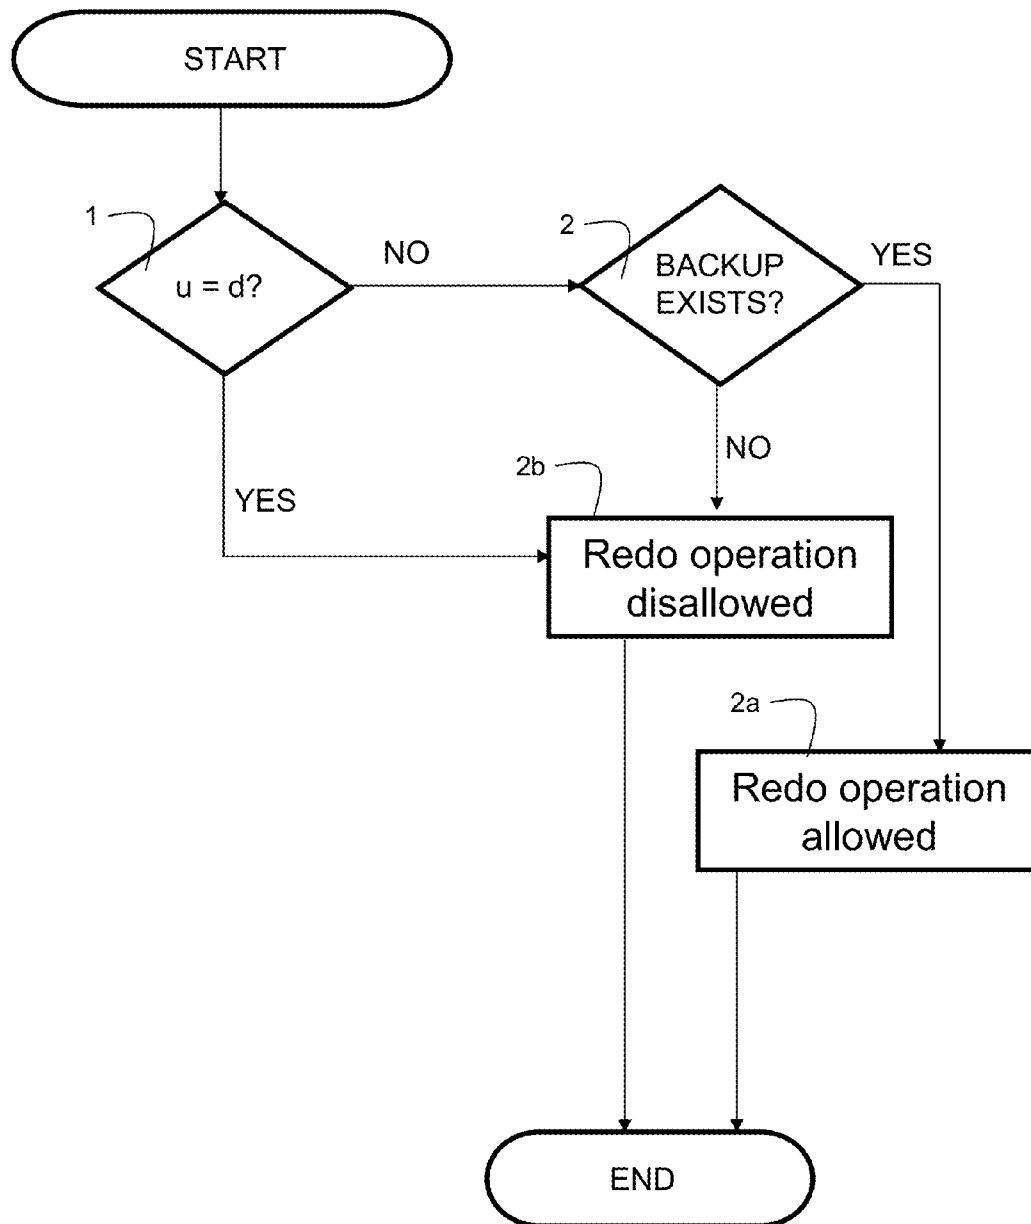 START
1
u = d?
NO
2
BACKUP
EXISTS?
YES
NO
YES
2b
Redo operation
disallowed
2a
Redo operation
allowed
END